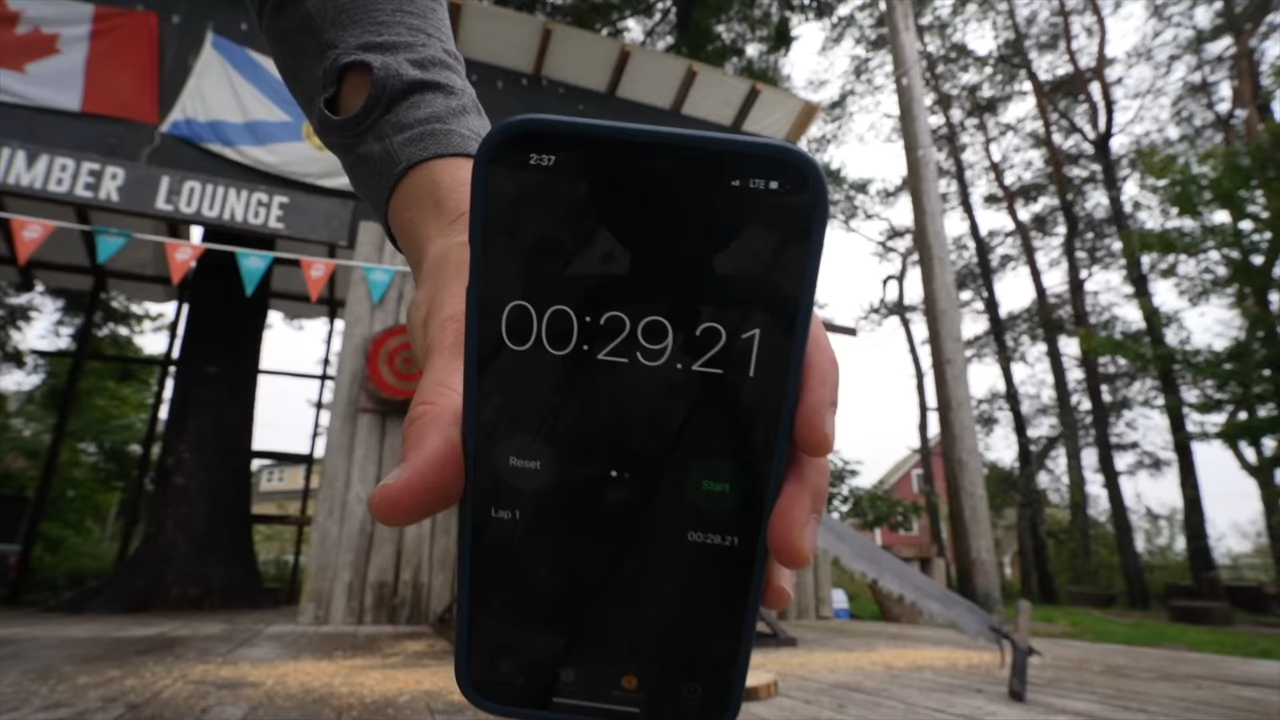 IMBER LOUNGE
2:37
LTE
00:29.21
Reset
Start
Lap 1
00:29.21